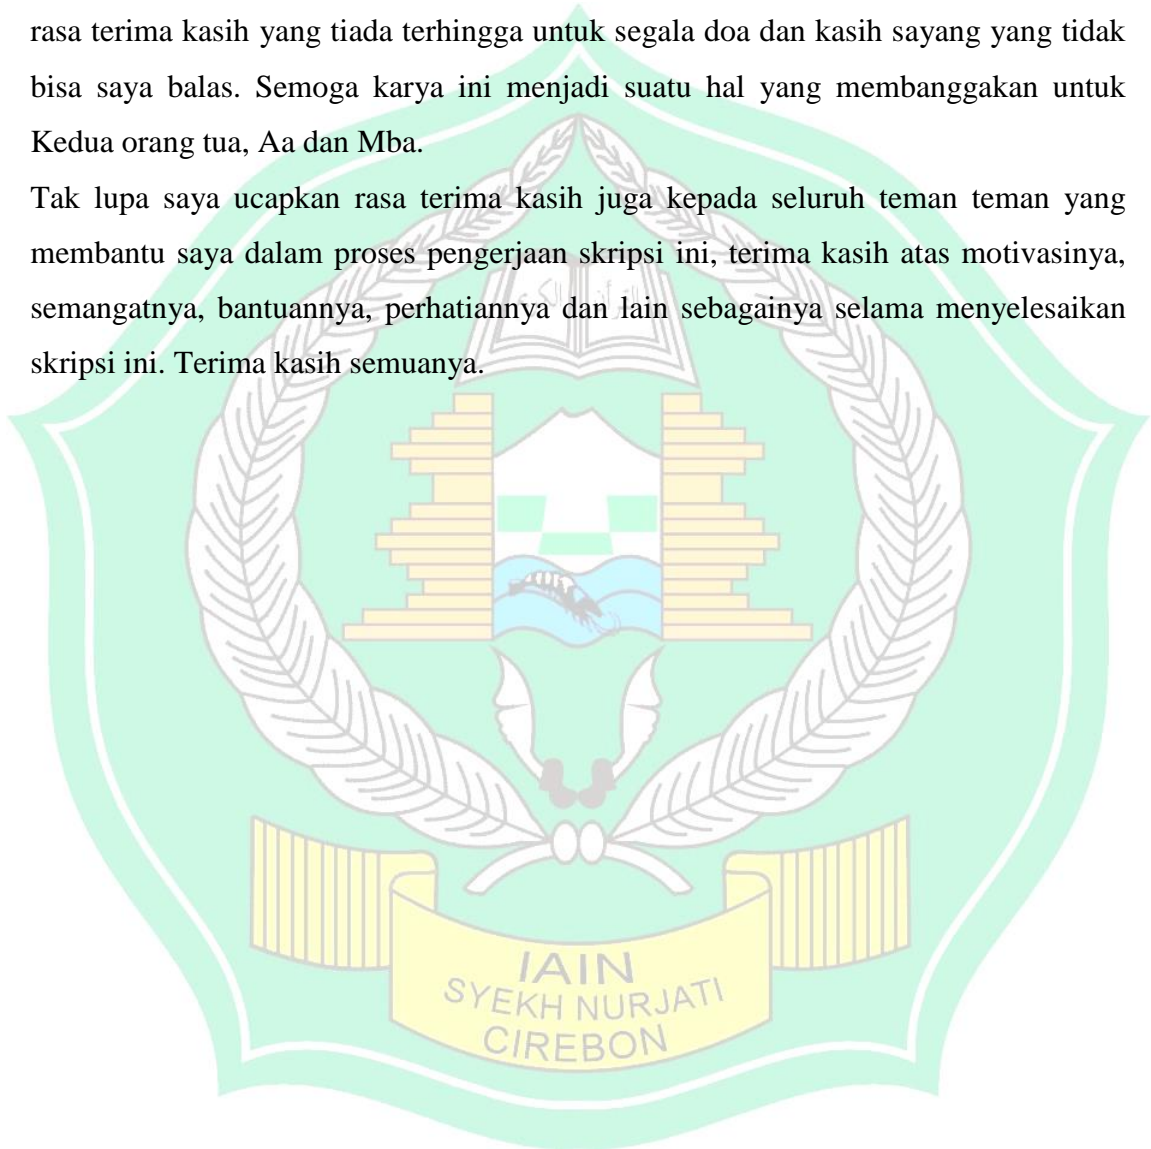 rasa terima kasih yang tiada terhingga untuk segala doa dan kasih sayang yang tidak
bisa saya balas. Semoga karya ini menjadi suatu hal yang membanggakan untuk
Kedua orang tua, Aa dan Mba.
Tak lupa saya ucapkan rasa terima kasih juga kepada seluruh teman teman yang
membantu saya dalam proses pengerjaan skripsi ini, terima kasih atas motivasinya,
semangatnya, bantuannya, perhatiannya dan lain sebagainya selama menyelesaikan
skripsi ini. Terima kasih semuanya.
IAIN
SYEKH NURJATI
CIREBON